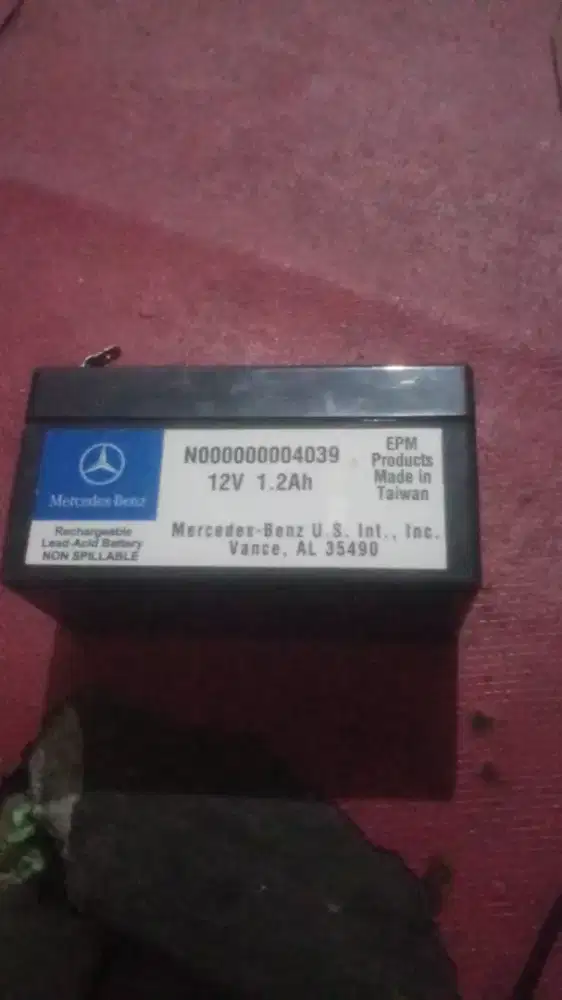 Mercedes-Benz
Rechargeable
Lead-Acid Battery
NON SPILLABLE
N000000004039
12V 1.2Ah
EPM
Products
Made in
Taiwan
Mercedes-Benz U.S. Int., Inc.
Vance, AL 35490